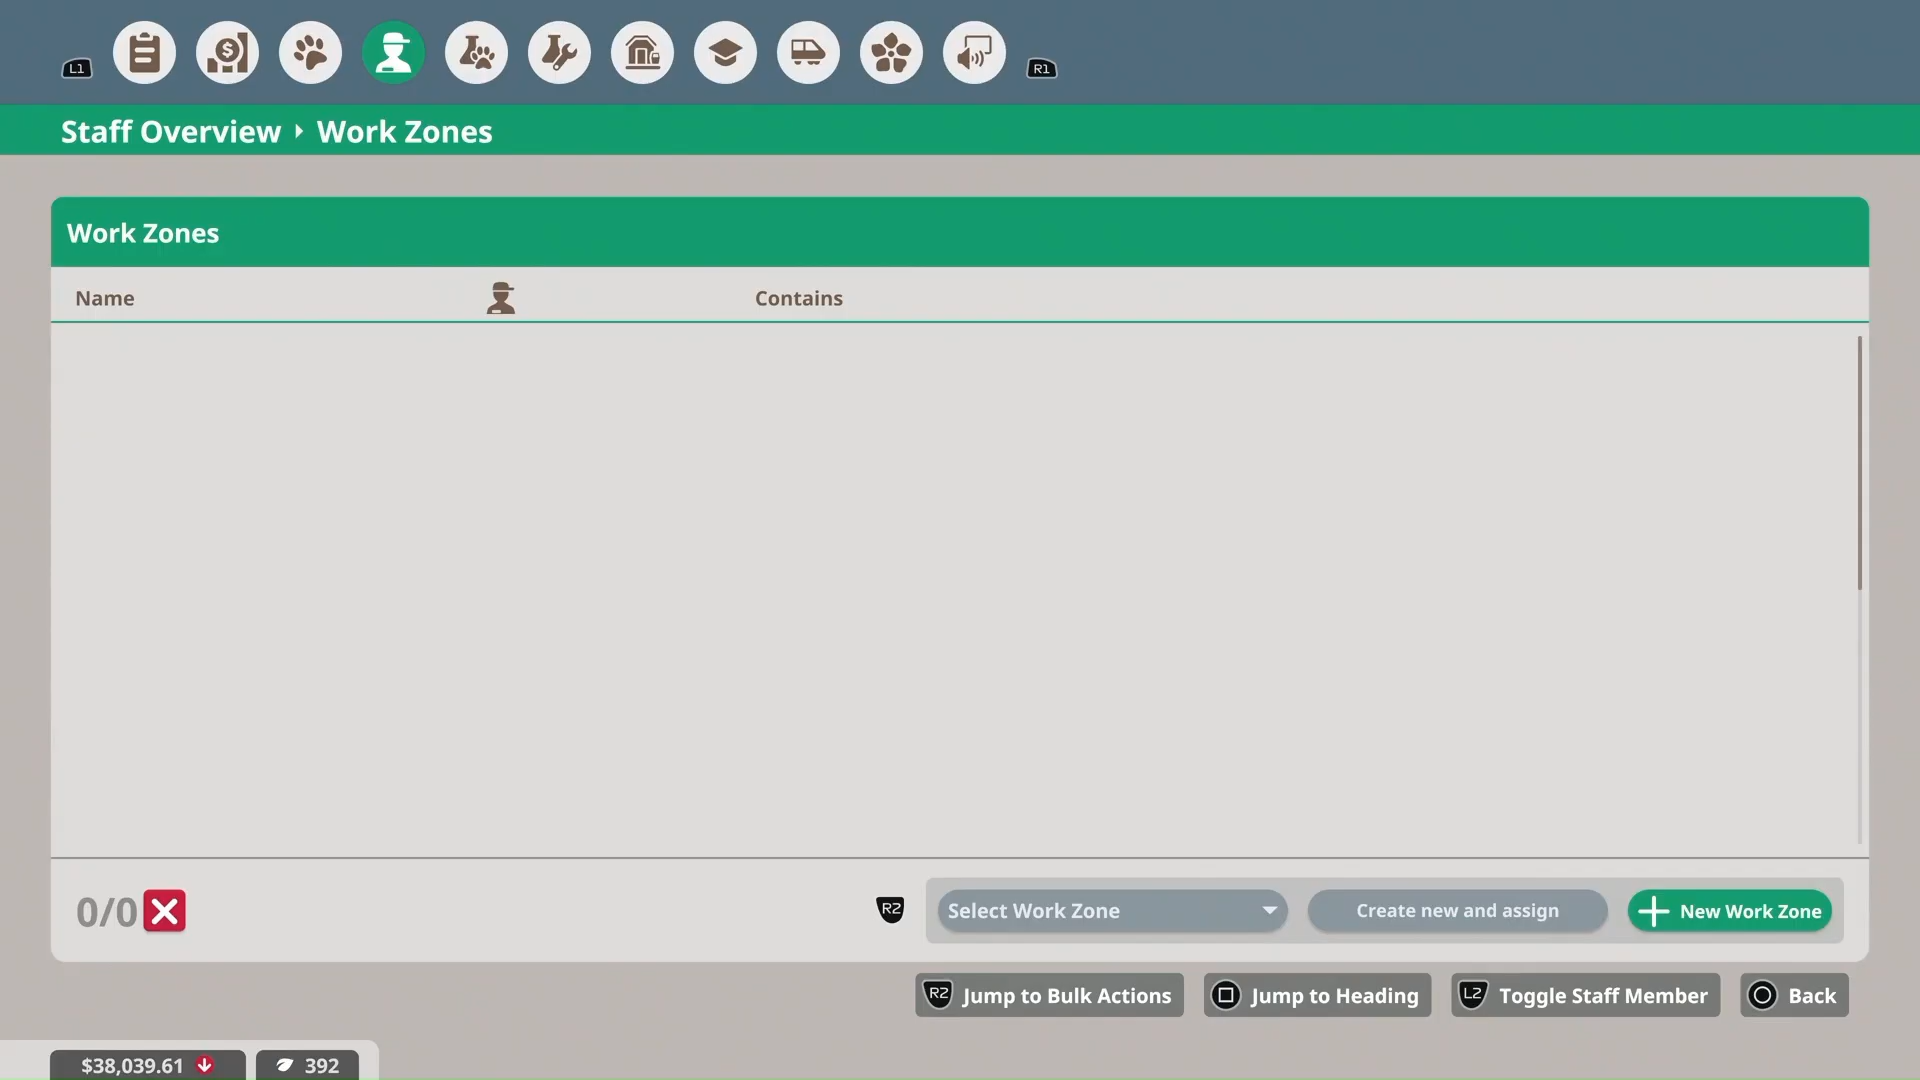 L1
R1
Staff Overview Work Zones
Work Zones
Name Contains
0/0 R2 Select Work Zone Create new and assign New Work Zone
R2 Jump to Bulk Actions Jump to Heading L2 Toggle Staff Member Back
$38,039.61 392